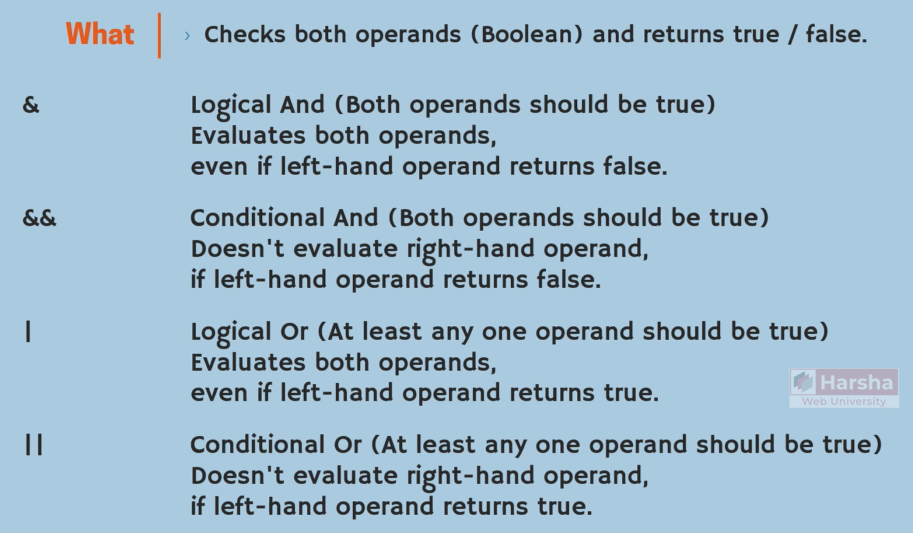 What › Checks both operands (Boolean) and returns true / false.
& Logical And (Both operands should be true)
Evaluates both operands,
even if left-hand operand returns false.
&& Conditional And (Both operands should be true)
Doesn't evaluate right-hand operand,
if left-hand operand returns false.
| Logical Or (At least any one operand should be true)
Evaluates both operands,
even if left-hand operand returns true.
Harsha
Web University
|| Conditional Or (At least any one operand should be true)
Doesn't evaluate right-hand operand,
if left-hand operand returns true.